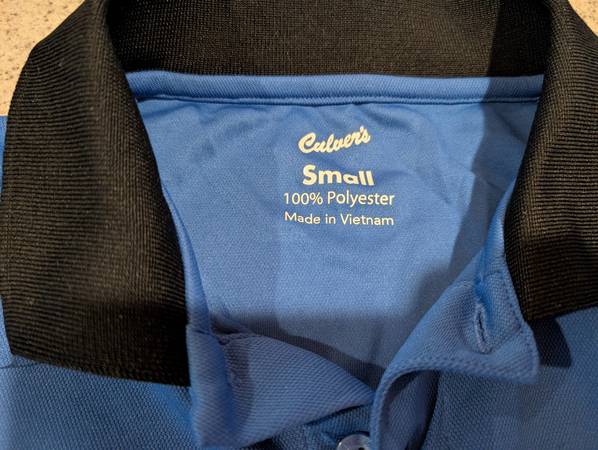 Culver's
Small
100% Polyester
Made in Vietnam